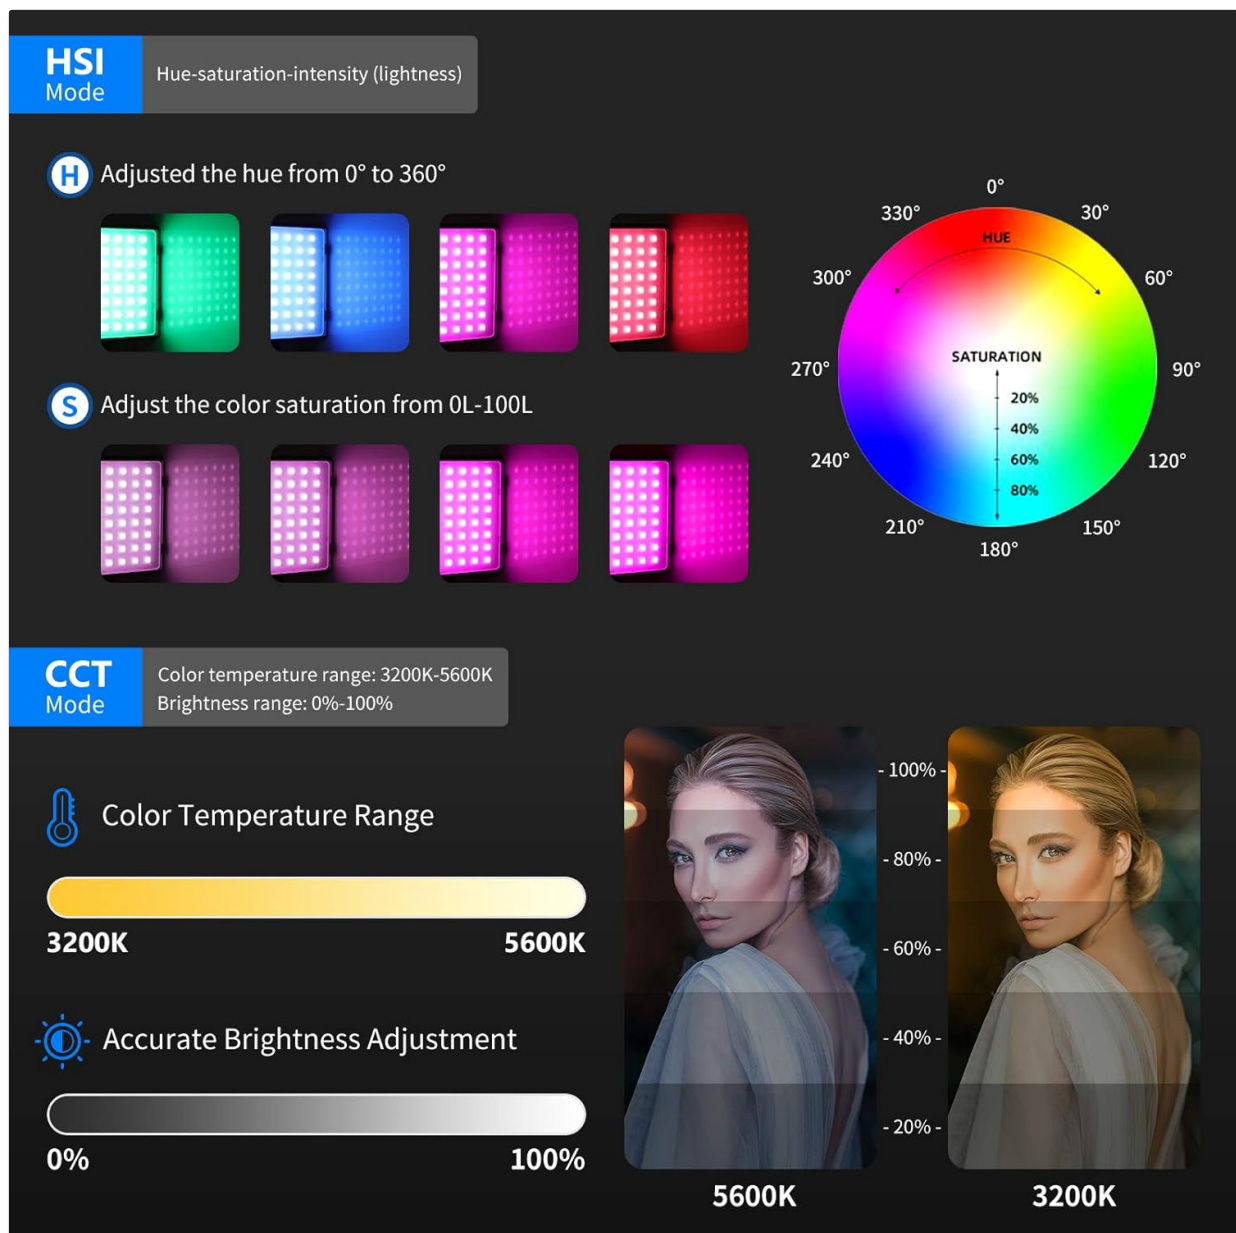 HSI
Mode
Hue-saturation-intensity (lightness)
H
Adjusted the hue from 0° to 360°
S
Adjust the color saturation from 0L-100L
0°
30°
60°
90°
120°
150°
180°
210°
240°
270°
300°
330°
HUE
SATURATION
20%
40%
60%
80%
CCT
Mode
Color temperature range: 3200K-5600K
Brightness range: 0%-100%
Color Temperature Range
3200K 5600K
Accurate Brightness Adjustment
0% 100%
- 100% -
- 80% -
- 60% -
- 40% -
- 20% -
5600K 3200K